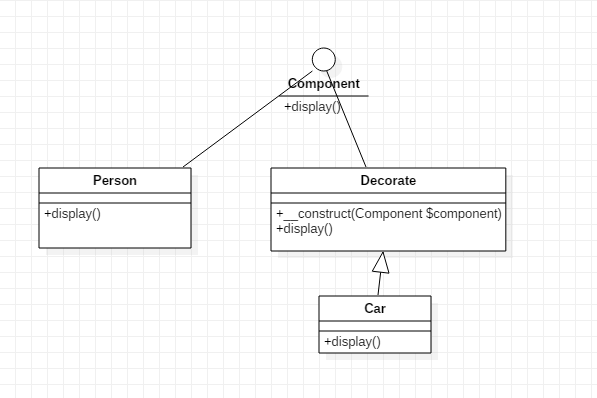 Component
+display()
Person
+display()
Decorate
+__construct(Component $component)
+display()
Car
+display()